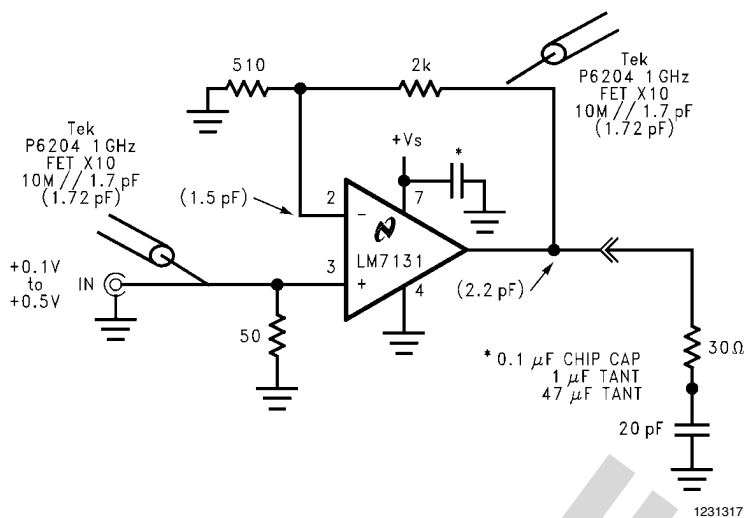 510
2k
Tek
P6204 1 GHz
FET X10
10M // 1.7 pF
(1.72 pF)
Tek
P6204 1 GHz
FET X10
10M // 1.7 pF
(1.72 pF)
+Vs
*
(1.5 pF)
2
7
-
LM7131
3
+
4
(2.2 pF)
+0.1V
to
+0.5V
IN
50
30Ω
* 0.1 μF CHIP CAP
1 μF TANT
47 μF TANT
20 pF
1231317